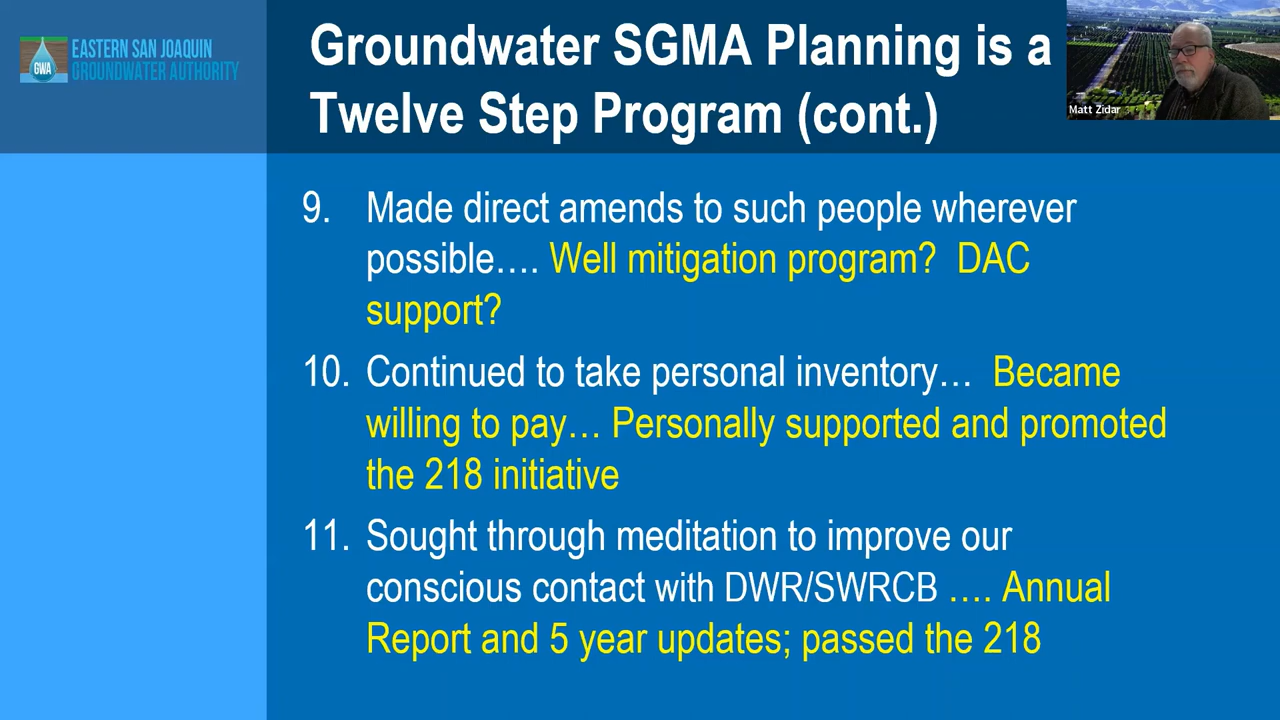 EASTERN SAN JOAQUIN
GROUNDWATER AUTHORITY
GWA
Groundwater SGMA Planning is a
Twelve Step Program (cont.)
Matt Zidar
9. Made direct amends to such people wherever
possible…. Well mitigation program? DAC
support?
10. Continued to take personal inventory… Became
willing to pay… Personally supported and promoted
the 218 initiative
11. Sought through meditation to improve our
conscious contact with DWR/SWRCB …. Annual
Report and 5 year updates; passed the 218